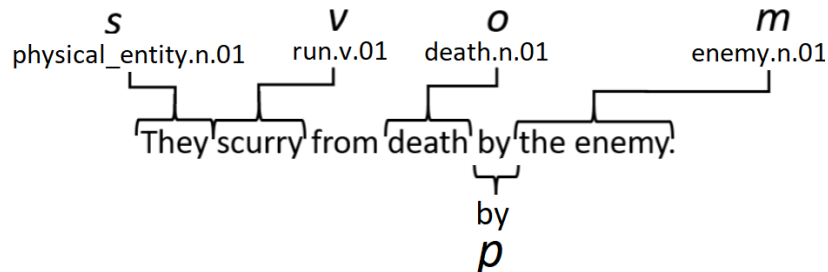 s v o m
physical_entity.n.01 run.v.01 death.n.01 enemy.n.01
They scurry from death by the enemy.
by
p